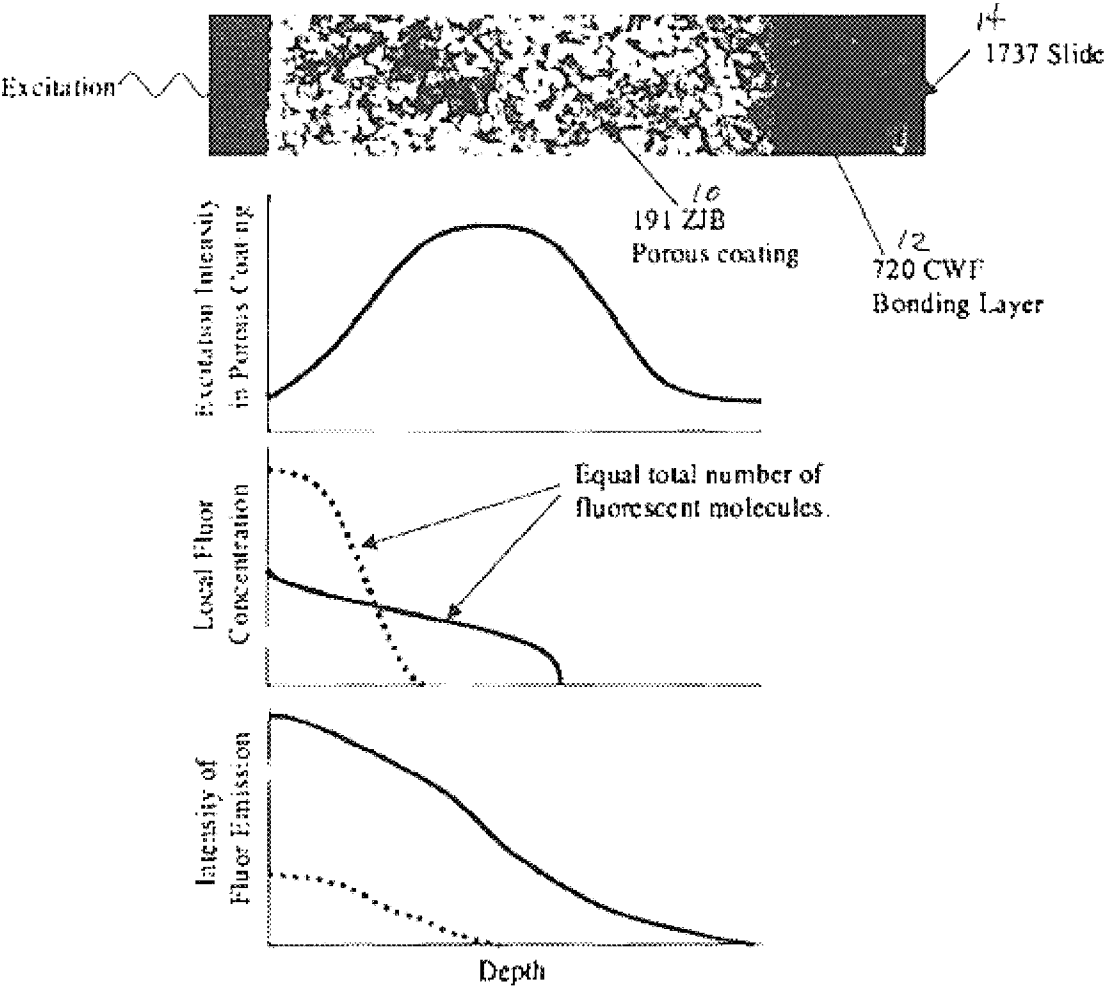 14
1737 Slide
Excitation
10
191 ZJB
Porous coating
12
720 CWF
Bonding Layer
Excitation Intensity
in Porous Coating
Equal total number of
fluorescent molecules.
Local Fluor
Concentration
Intensity of
Fluor Emission
Depth